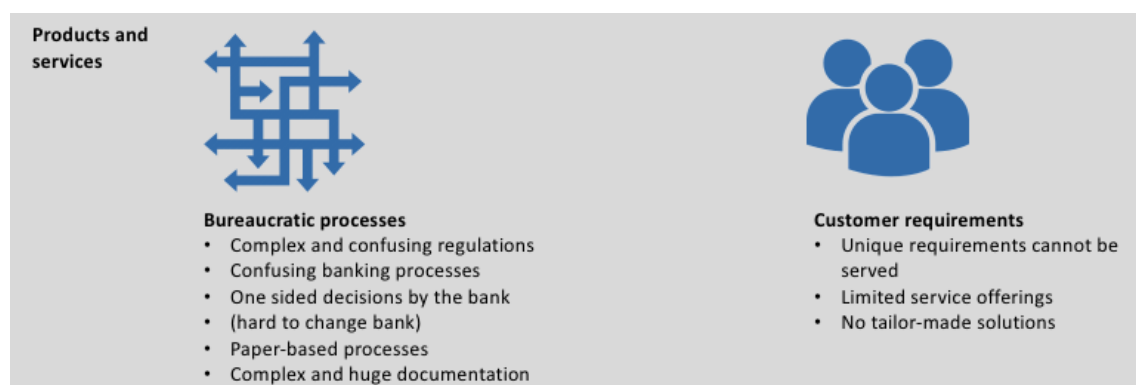 Products and
services
Bureaucratic processes
• Complex and confusing regulations
• Confusing banking processes
• One sided decisions by the bank
• (hard to change bank)
• Paper-based processes
• Complex and huge documentation
Customer requirements
• Unique requirements cannot be
served
• Limited service offerings
• No tailor-made solutions